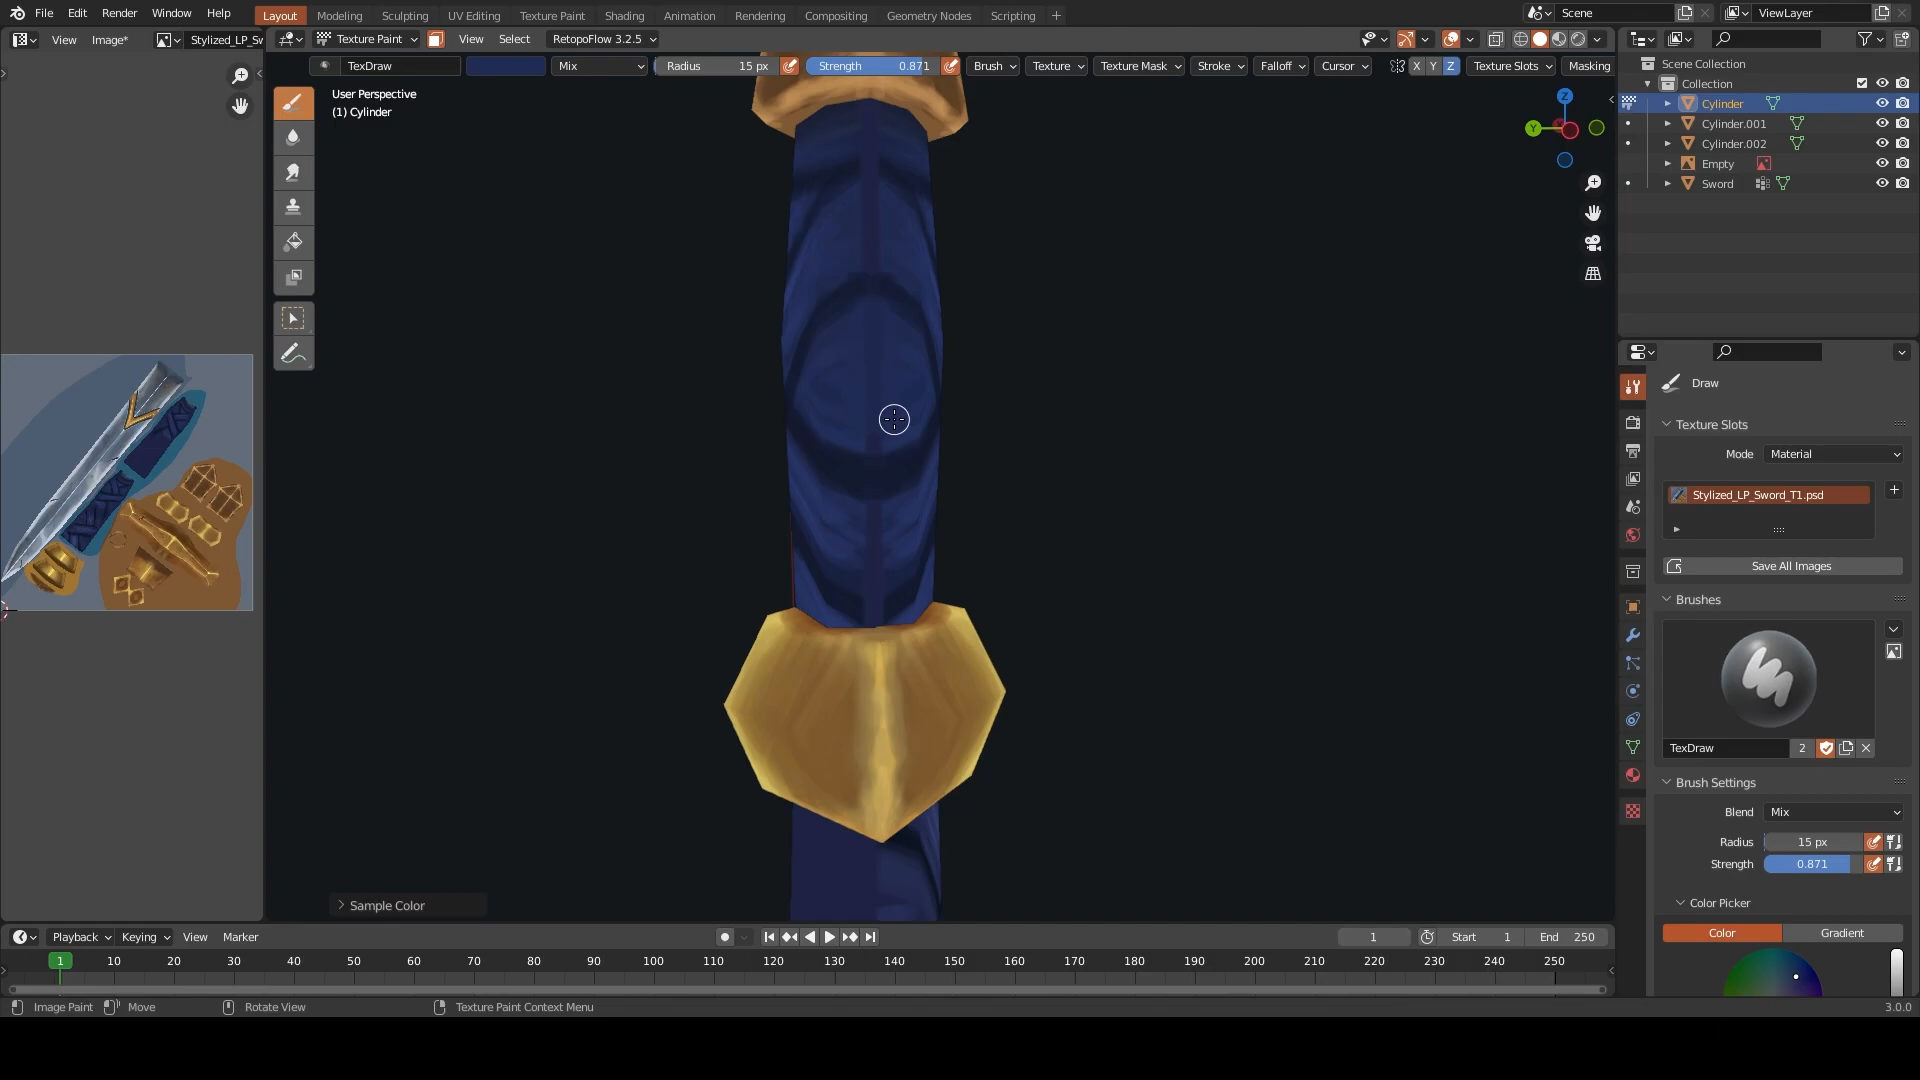 File Edit Render Window Help Layout Modeling Sculpting UV Editing Texture Paint Shading Animation Rendering Compositing Geometry Nodes Scripting + Scene ViewLayer
View Image* Stylized_LP_Sw Texture Paint View Select RetopoFlow 3.2.5
TexDraw Mix Radius 15 px Strength 0.871 Brush Texture Texture Mask Stroke Falloff Cursor X Y Z Texture Slots Masking
User Perspective
(1) Cylinder
Z
Y
Scene Collection
Collection
Cylinder
Cylinder.001
Cylinder.002
Empty
Sword
Draw
Texture Slots
Mode Material
Stylized_LP_Sword_T1.psd
Save All Images
Brushes
TexDraw 2
Brush Settings
Blend Mix
Radius 15 px
Strength 0.871
Color Picker
Color Gradient
Sample Color
Playback Keying View Marker 1 Start 1 End 250
1 10 20 30 40 50 60 70 80 90 100 110 120 130 140 150 160 170 180 190 200 210 220 230 240 250
Image Paint Move Rotate View Texture Paint Context Menu 3.0.0